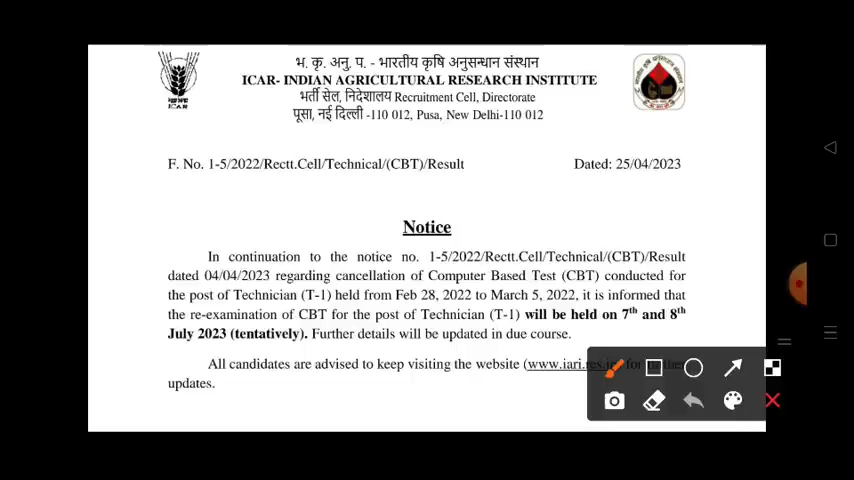 भ. कृ. अनु. प. - भारतीय कृषि अनुसन्धान संस्थान
ICAR- INDIAN AGRICULTURAL RESEARCH INSTITUTE
भर्ती सेल, निदेशालय Recruitment Cell, Directorate
पूसा, नई दिल्ली -110 012, Pusa, New Delhi-110 012
ICAR
F. No. 1-5/2022/Rectt.Cell/Technical/(CBT)/Result Dated: 25/04/2023
Notice
In continuation to the notice no. 1-5/2022/Rectt.Cell/Technical/(CBT)/Result
dated 04/04/2023 regarding cancellation of Computer Based Test (CBT) conducted for
the post of Technician (T-1) held from Feb 28, 2022 to March 5, 2022, it is informed that
the re-examination of CBT for the post of Technician (T-1) will be held on 7th and 8th
July 2023 (tentatively). Further details will be updated in due course.
All candidates are advised to keep visiting the website (www.iari.res.in) for further
updates.